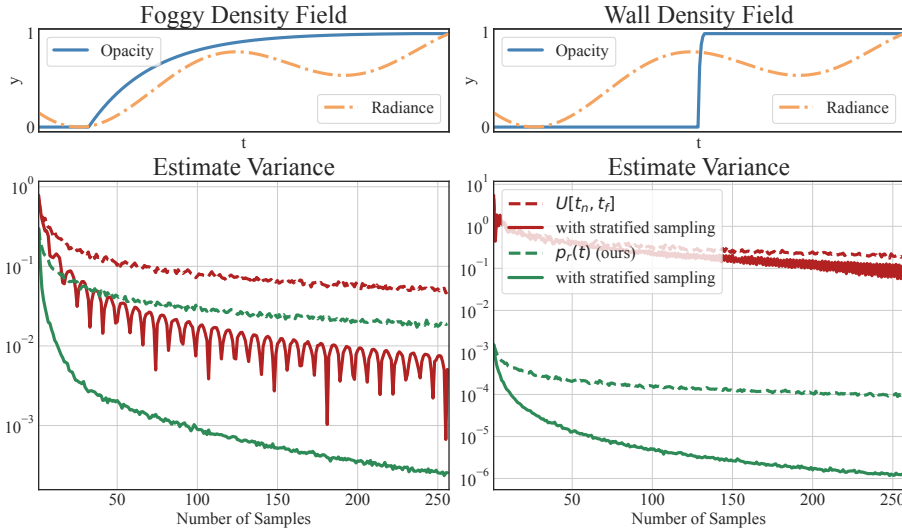 Foggy Density Field
1
y
0
Opacity
Radiance
t
Wall Density Field
1
y
0
Opacity
Radiance
t
Estimate Variance
10^0
10^-1
10^-2
10^-3
50
100
150
200
250
Number of Samples
Estimate Variance
10^1
10^0
10^-1
10^-2
10^-3
10^-4
10^-5
10^-6
U[t_n, t_f]
with stratified sampling
p_r(t) (ours)
with stratified sampling
50
100
150
200
250
Number of Samples